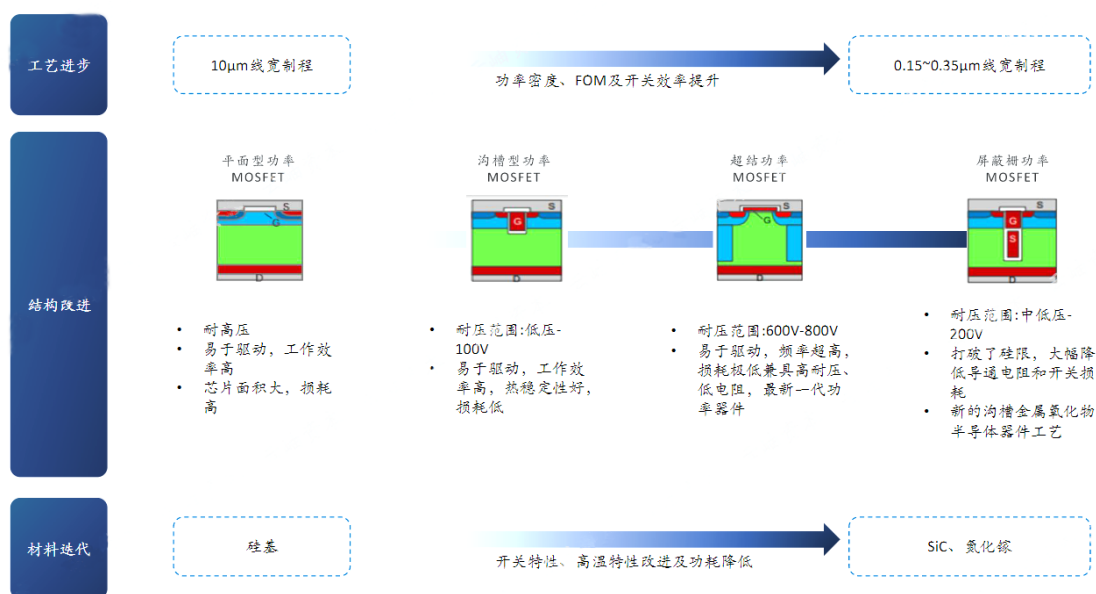 工艺进步
10μm线宽制程
功率密度、FOM及开关效率提升
0.15~0.35μm线宽制程
结构改进
平面型功率
MOSFET
S
G
D
• 耐高压
• 易于驱动，工作效
率高
• 芯片面积大，损耗
高
沟槽型功率
MOSFET
S
G
D
• 耐压范围:低压-
100V
• 易于驱动，工作效
率高，热稳定性好，
损耗低
超结功率
MOSFET
S
G
D
• 耐压范围:600V-800V
• 易于驱动，频率超高，
损耗极低兼具高耐压、
低电阻，最新一代功
率器件
屏蔽栅功率
MOSFET
S
G
S
D
• 耐压范围:中低压-
200V
• 打破了硅限，大幅降
低导通电阻和开关损
耗
• 新的沟槽金属氧化物
半导体器件工艺
材料迭代
硅基
开关特性、高温特性改进及功耗降低
SiC、氮化镓